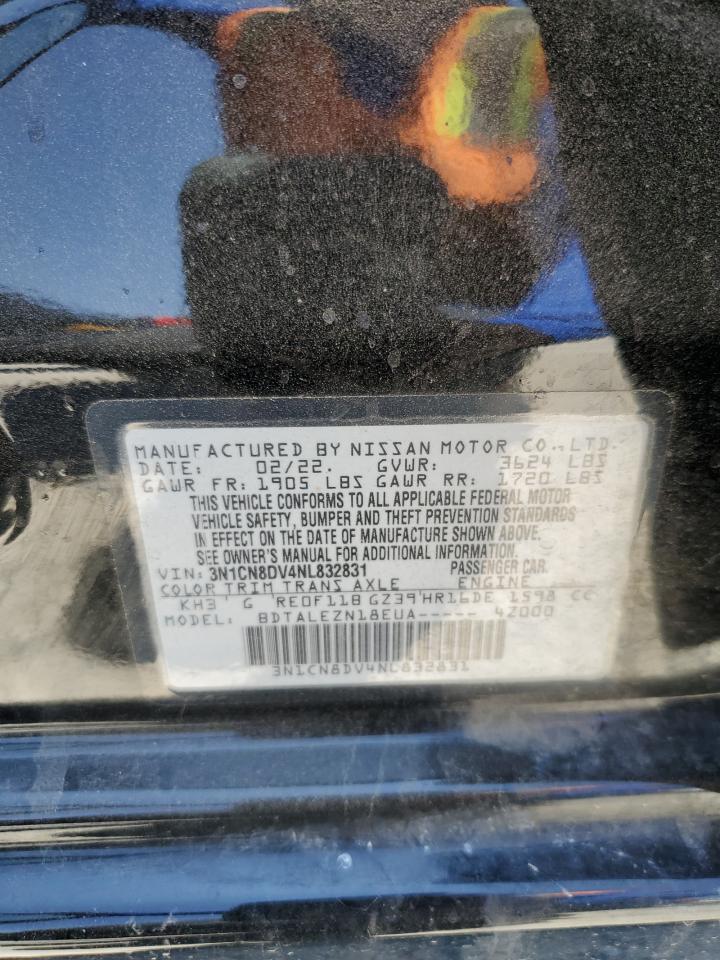 MANUFACTURED BY NISSAN MOTOR CO., LTD.
DATE: 02/22. GVWR: 3624 LBS
GAWR FR: 1905 LBS GAWR RR: 1720 LBS
THIS VEHICLE CONFORMS TO ALL APPLICABLE FEDERAL MOTOR
VEHICLE SAFETY, BUMPER AND THEFT PREVENTION STANDARDS
IN EFFECT ON THE DATE OF MANUFACTURE SHOWN ABOVE.
SEE OWNER'S MANUAL FOR ADDITIONAL INFORMATION.
VIN: 3N1CN8DV4NL832831 PASSENGER CAR.
COLOR TRIM TRANS AXLE ENGINE
KH3 G RE0F11B GZ39 HR16DE 1598 CC
MODEL: BDTALEZN18EUA----- 42000
3N1CN8DV4NL832831